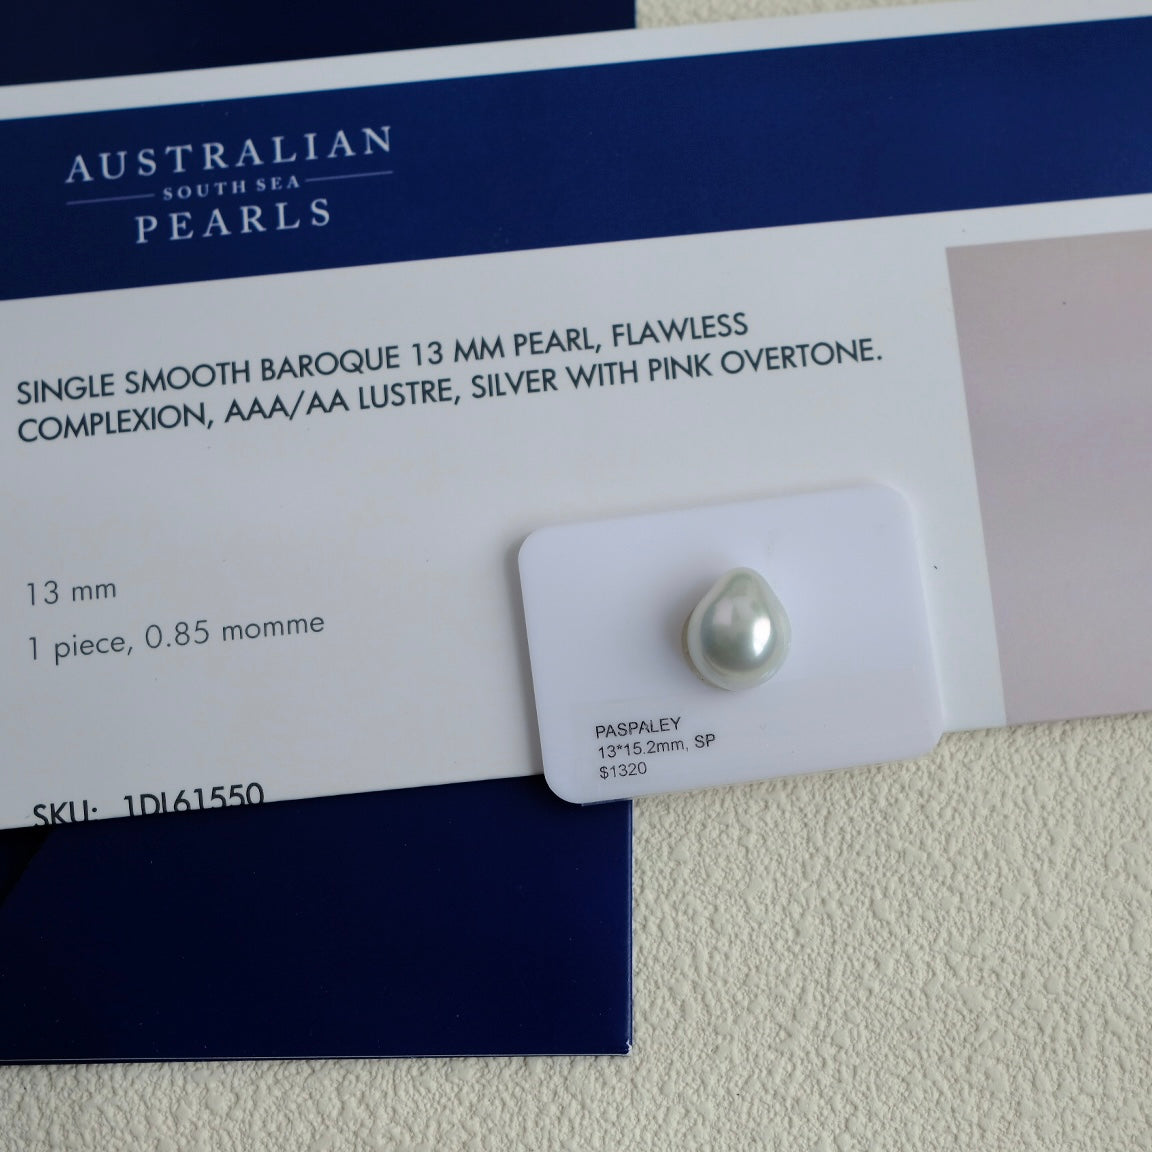 AUSTRALIAN
SOUTH SEA
PEARLS
SINGLE SMOOTH BAROQUE 13 MM PEARL, FLAWLESS
COMPLEXION, AAA/AA LUSTRE, SILVER WITH PINK OVERTONE.
13 mm
1 piece, 0.85 momme
SKU: 1DL61550
PASPALEY
13*15.2mm, SP
$1320